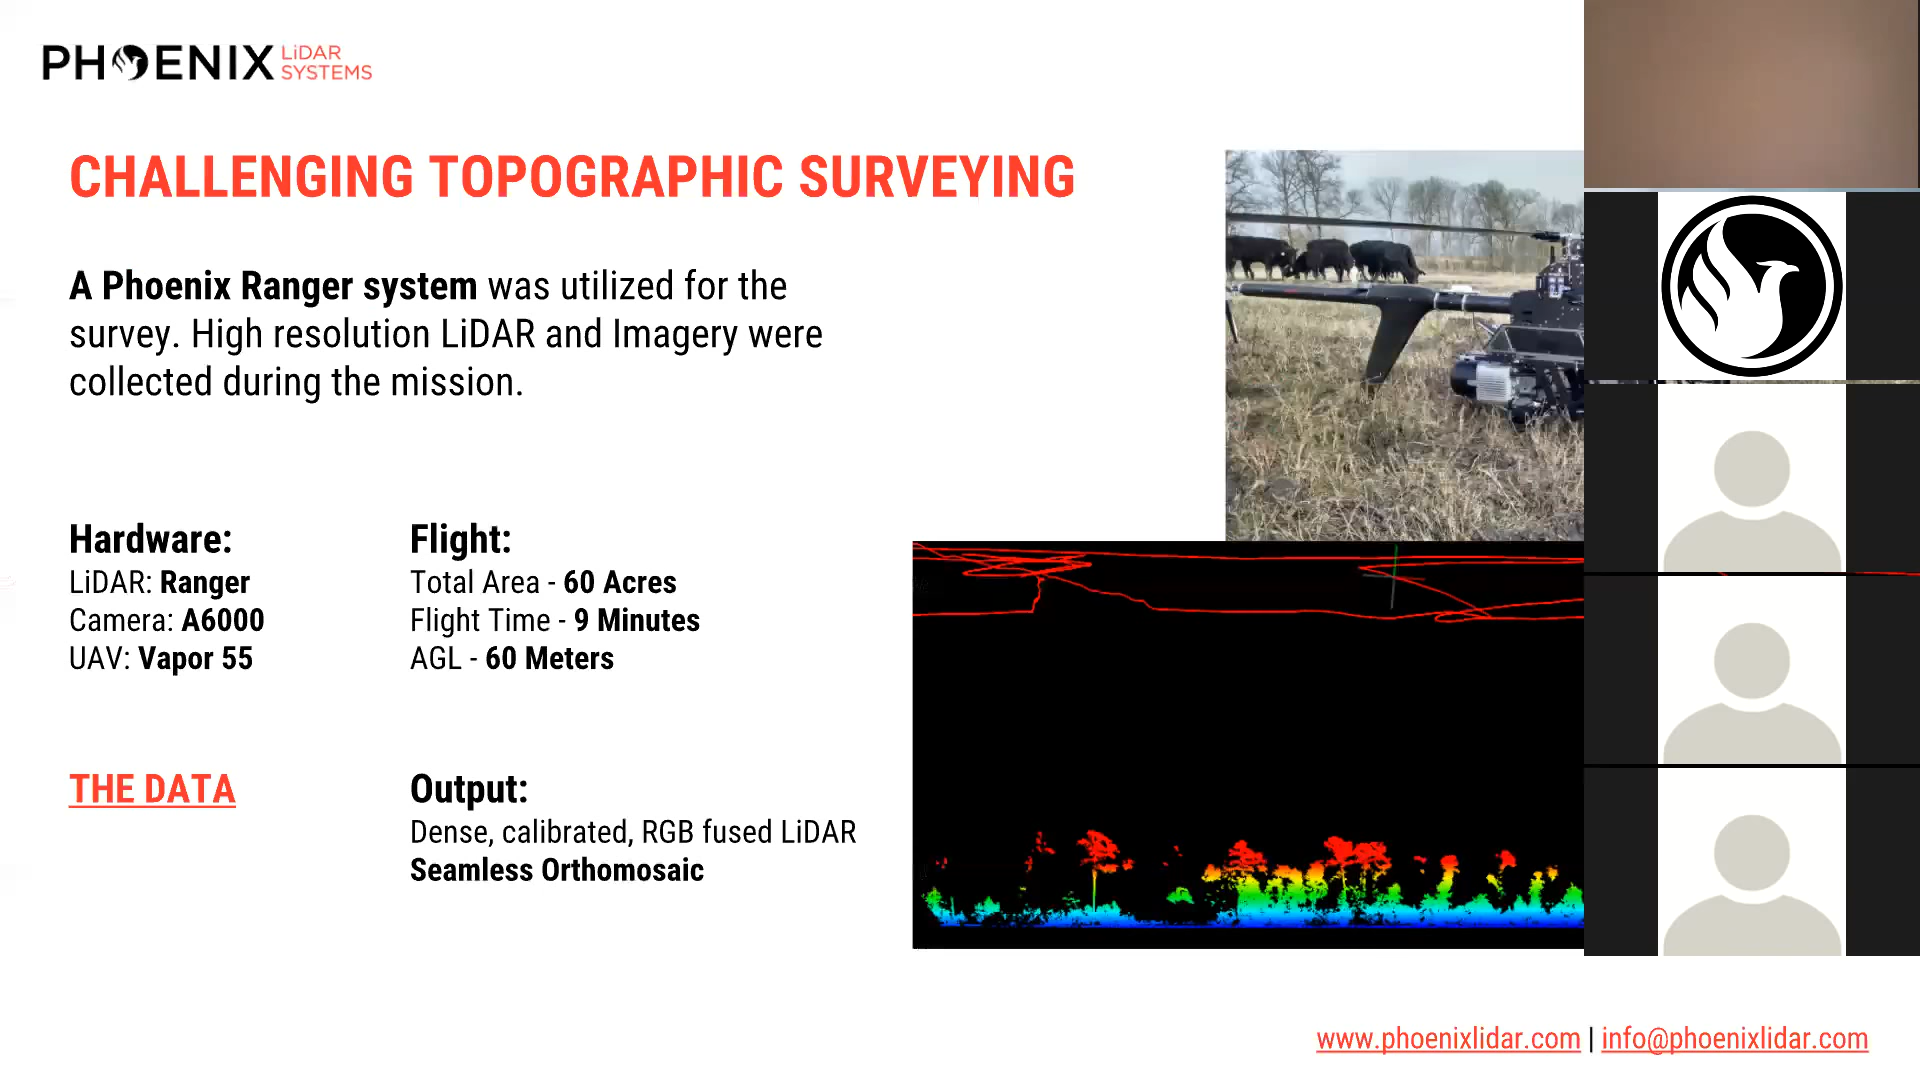 PHOENIX LiDAR SYSTEMS
CHALLENGING TOPOGRAPHIC SURVEYING
A Phoenix Ranger system was utilized for the
survey. High resolution LiDAR and Imagery were
collected during the mission.
Hardware:
LiDAR: Ranger
Camera: A6000
UAV: Vapor 55
Flight:
Total Area - 60 Acres
Flight Time - 9 Minutes
AGL - 60 Meters
THE DATA
Output:
Dense, calibrated, RGB fused LiDAR
Seamless Orthomosaic
www.phoenixlidar.com | info@phoenixlidar.com